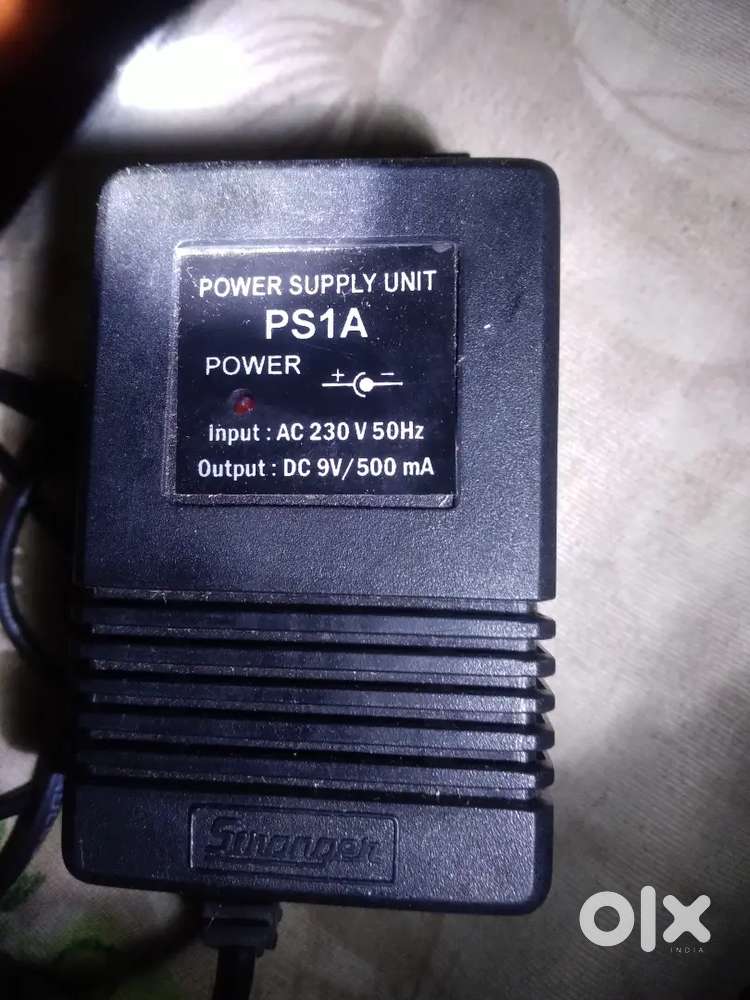 POWER SUPPLY UNIT
PS1A
POWER
+ -
Input : AC 230 V 50Hz
Output : DC 9V/500 mA
Stranger
olx
INDIA